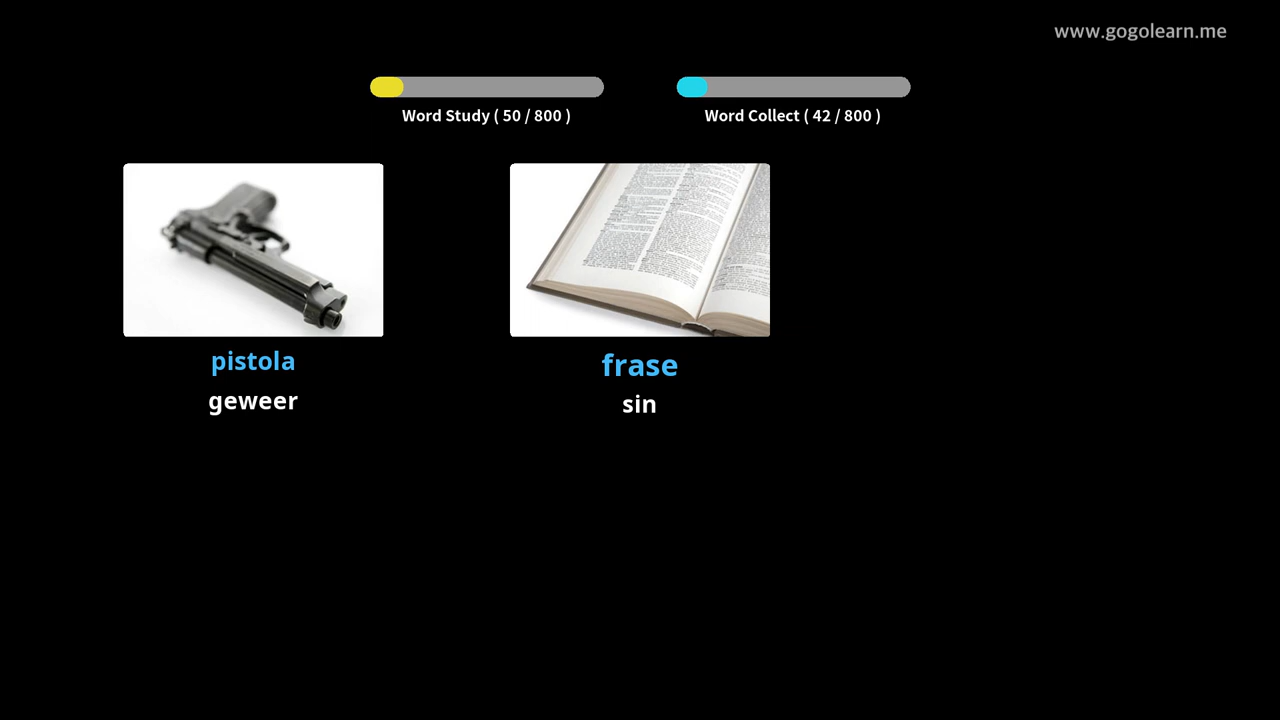 www.gogolearn.me
Word Study ( 50 / 800 )
Word Collect ( 42 / 800 )
pistola
geweer
frase
sin